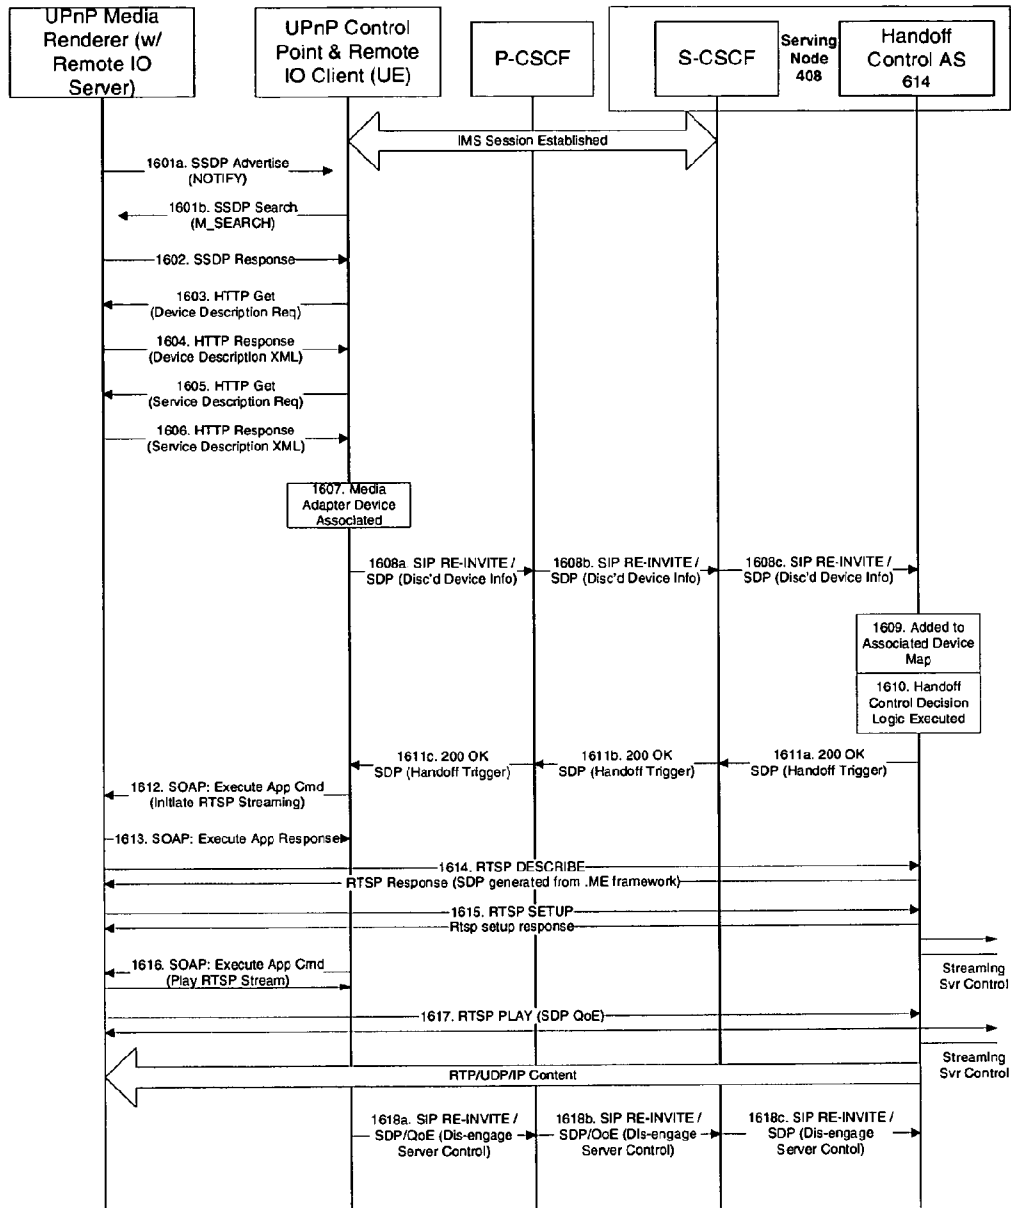 UPnP Media
Renderer (w/
Remote IO
Server)
UPnP Control
Point & Remote
IO Client (UE)
P-CSCF
S-CSCF
Serving
Node
408
Handoff
Control AS
614
IMS Session Established
1601a. SSDP Advertise
(NOTIFY)
1601b. SSDP Search
(M_SEARCH)
1602. SSDP Response
1603. HTTP Get
(Device Description Req)
1604. HTTP Response
(Device Description XML)
1605. HTTP Get
(Service Description Req)
1606. HTTP Response
(Service Description XML)
1607. Media
Adapter Device
Associated
1608a. SIP RE-INVITE /
SDP (Disc'd Device Info)
1608b. SIP RE-INVITE /
SDP (Disc'd Device Info)
1608c. SIP RE-INVITE /
SDP (Disc'd Device Info)
1609. Added to
Associated Device
Map
1610. Handoff
Control Decision
Logic Executed
1611c. 200 OK
SDP (Handoff Trigger)
1611b. 200 OK
SDP (Handoff Trigger)
1611a. 200 OK
SDP (Handoff Trigger)
1612. SOAP: Execute App Cmd
(Initiate RTSP Streaming)
1613. SOAP: Execute App Response
1614. RTSP DESCRIBE
RTSP Response (SDP generated from .ME framework)
1615. RTSP SETUP
Rtsp setup response
1616. SOAP: Execute App Cmd
(Play RTSP Stream)
Streaming
Svr Control
1617. RTSP PLAY (SDP QoE)
Streaming
Svr Control
RTP/UDP/IP Content
1618a. SIP RE-INVITE /
SDP/QoE (Dis-engage
Server Control)
1618b. SIP RE-INVITE /
SDP/QoE (Dis-engage
Server Control)
1618c. SIP RE-INVITE /
SDP (Dis-engage
Server Contol)